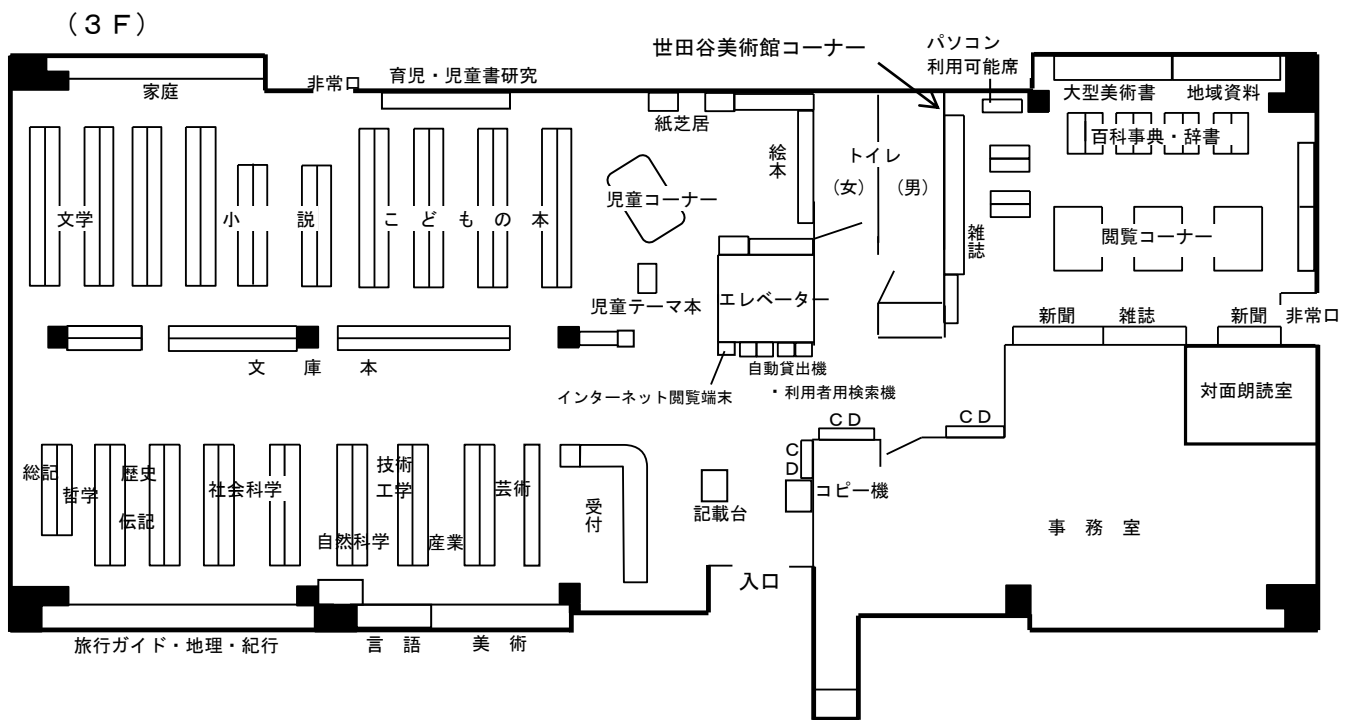 （３Ｆ）
世田谷美術館コーナー
パソコン
利用可能席
家庭
非常口
育児・児童書研究
紙芝居
大型美術書
地域資料
百科事典・辞書
絵本
トイレ
（女）
（男）
児童コーナー
文学
小説
こどもの本
雑誌
閲覧コーナー
児童テーマ本
エレベーター
新聞
雑誌
新聞
非常口
文庫本
自動貸出機
・利用者用検索機
インターネット閲覧端末
対面朗読室
ＣＤ
ＣＤ
ＣＤ
総記
哲学
歴史
伝記
社会科学
技術
工学
自然科学
産業
芸術
受付
記載台
コピー機
事務室
入口
旅行ガイド・地理・紀行
言語
美術